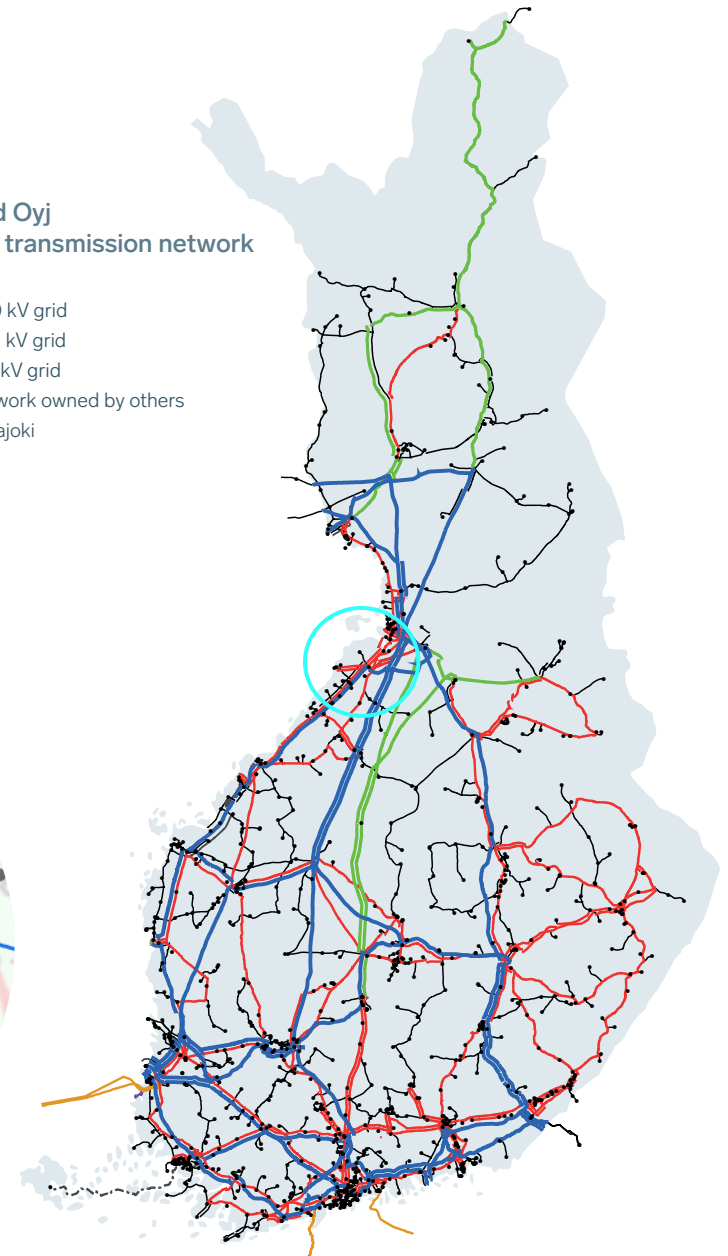 d Oyj
transmission network
kV grid
kV grid
kV grid
work owned by others
ajoki